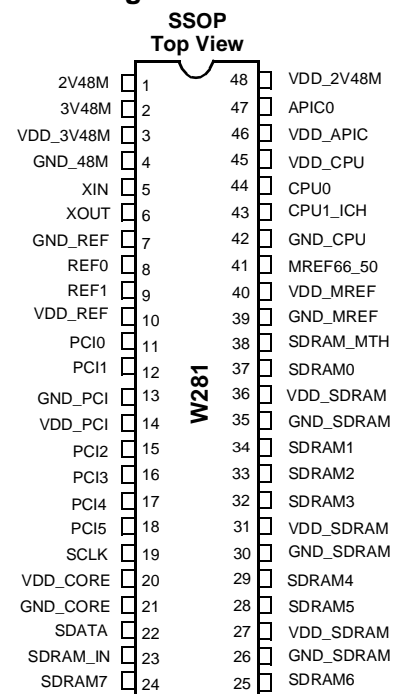 SSOP
Top View
2V48M 1 48 VDD_2V48M
3V48M 2 47 APIC0
VDD_3V48M 3 46 VDD_APIC
GND_48M 4 45 VDD_CPU
XIN 5 44 CPU0
XOUT 6 43 CPU1_ICH
GND_REF 7 42 GND_CPU
REF0 8 41 MREF66_50
REF1 9 40 VDD_MREF
VDD_REF 10 39 GND_MREF
PCI0 11 38 SDRAM_MTH
PCI1 12 37 SDRAM0
GND_PCI 13 36 VDD_SDRAM
VDD_PCI 14 35 GND_SDRAM
PCI2 15 34 SDRAM1
PCI3 16 33 SDRAM2
PCI4 17 32 SDRAM3
PCI5 18 31 VDD_SDRAM
SCLK 19 30 GND_SDRAM
VDD_CORE 20 29 SDRAM4
GND_CORE 21 28 SDRAM5
SDATA 22 27 VDD_SDRAM
SDRAM_IN 23 26 GND_SDRAM
SDRAM7 24 25 SDRAM6
W281